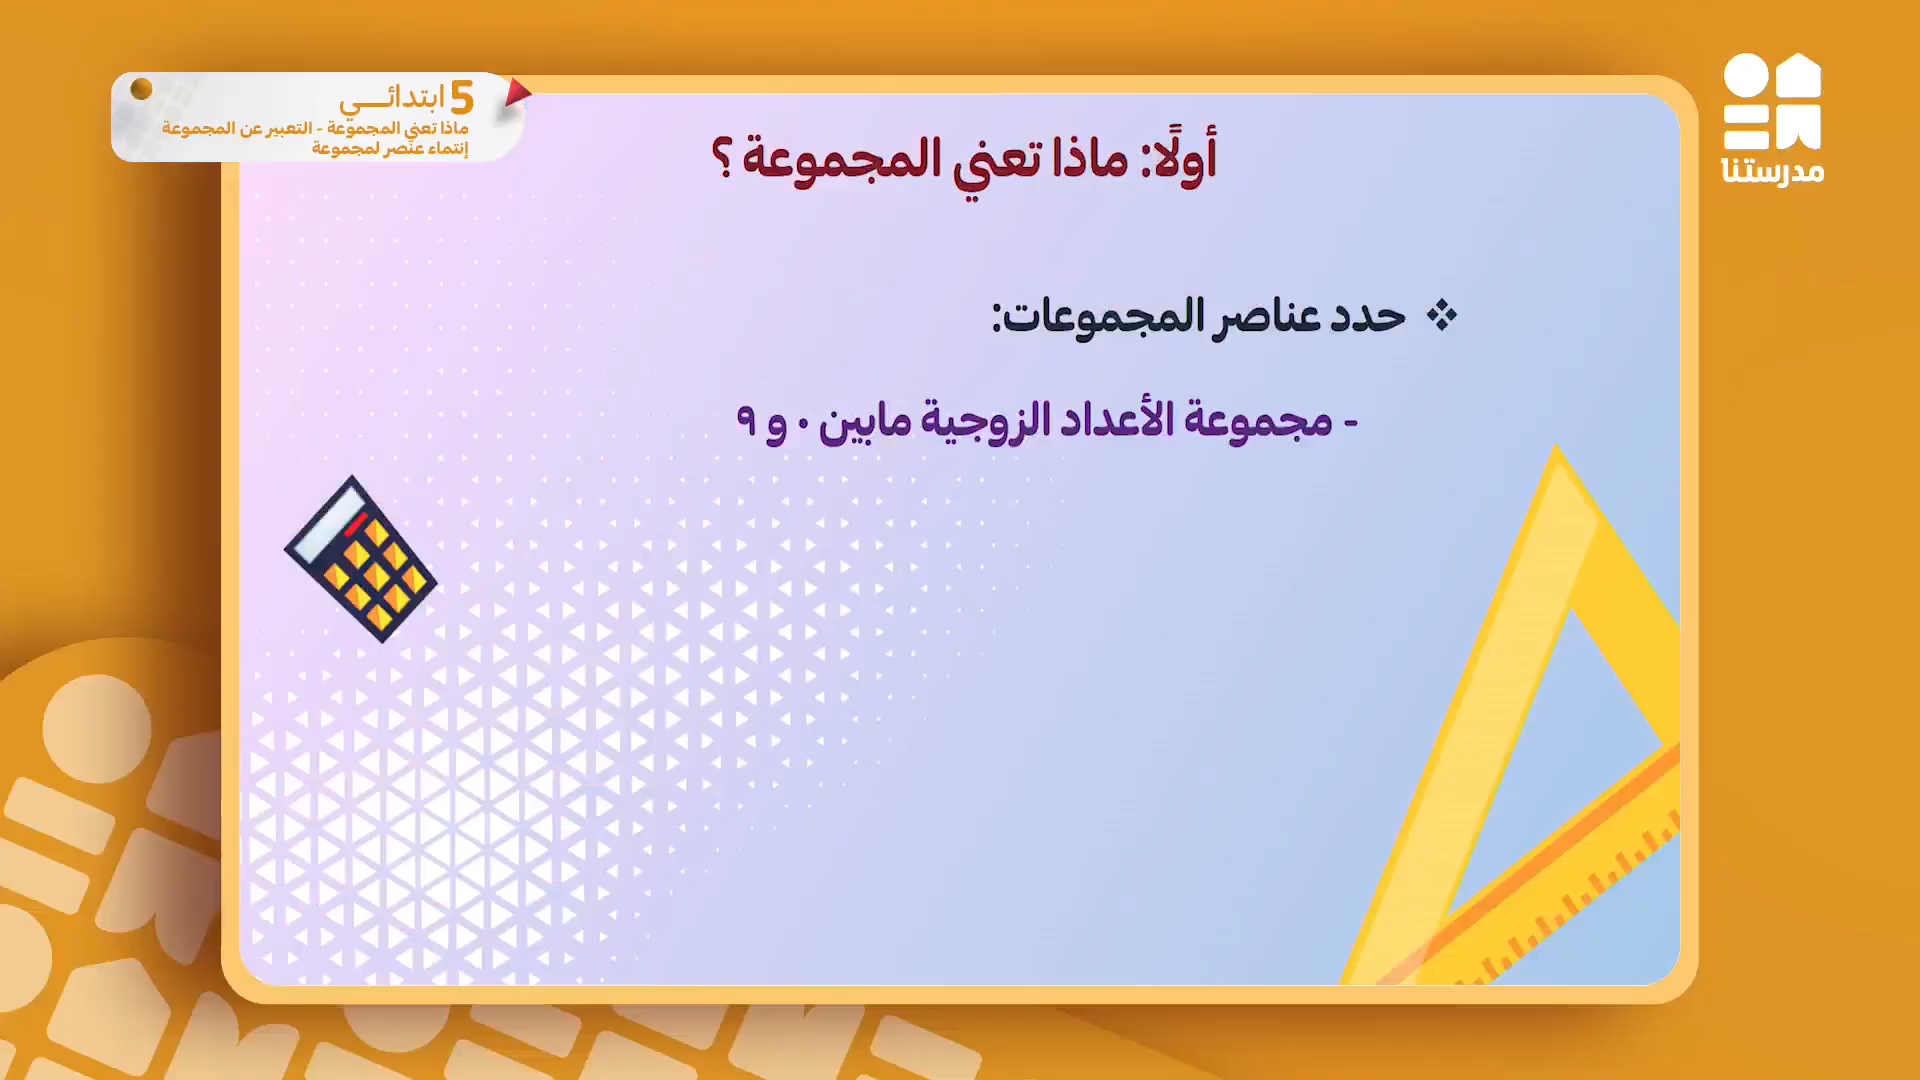 5 ابتدائـــي
ماذا تعني المجموعة - التعبير عن المجموعة
إنتماء عنصر لمجموعة
مدرستنا
أولًا: ماذا تعني المجموعة ؟
❖ حدد عناصر المجموعات:
- مجموعة الأعداد الزوجية مابين ٠ و ٩